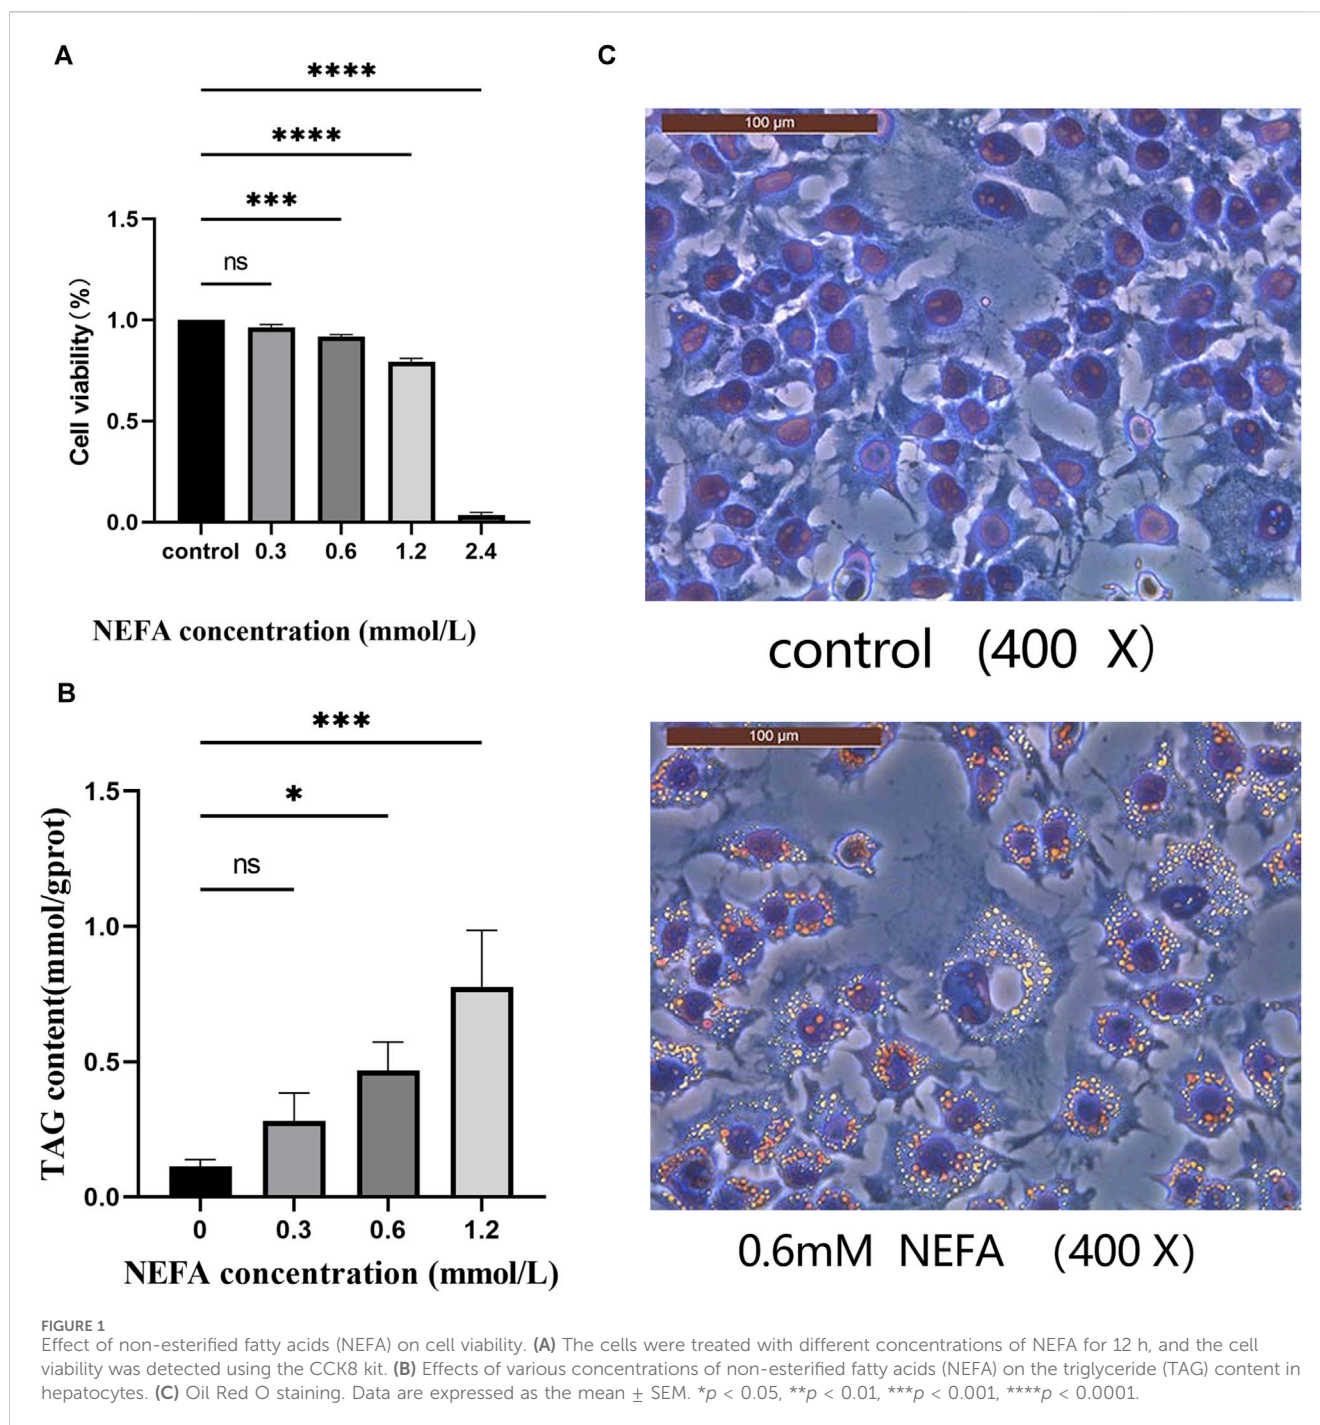 A
****
****
***
ns
1.5
1.0
0.5
0.0
Cell viability(%)
control 0.3 0.6 1.2 2.4
NEFA concentration (mmol/L)
B
***
*
ns
1.5
1.0
0.5
0.0
TAG content(mmol/gprot)
0 0.3 0.6 1.2
NEFA concentration (mmol/L)
C
100 µm
control (400 X)
100 µm
0.6mM NEFA (400 X)
FIGURE 1
Effect of non-esterified fatty acids (NEFA) on cell viability. (A) The cells were treated with different concentrations of NEFA for 12 h, and the cell
viability was detected using the CCK8 kit. (B) Effects of various concentrations of non-esterified fatty acids (NEFA) on the triglyceride (TAG) content in
hepatocytes. (C) Oil Red O staining. Data are expressed as the mean ± SEM. *p < 0.05, **p < 0.01, ***p < 0.001, ****p < 0.0001.